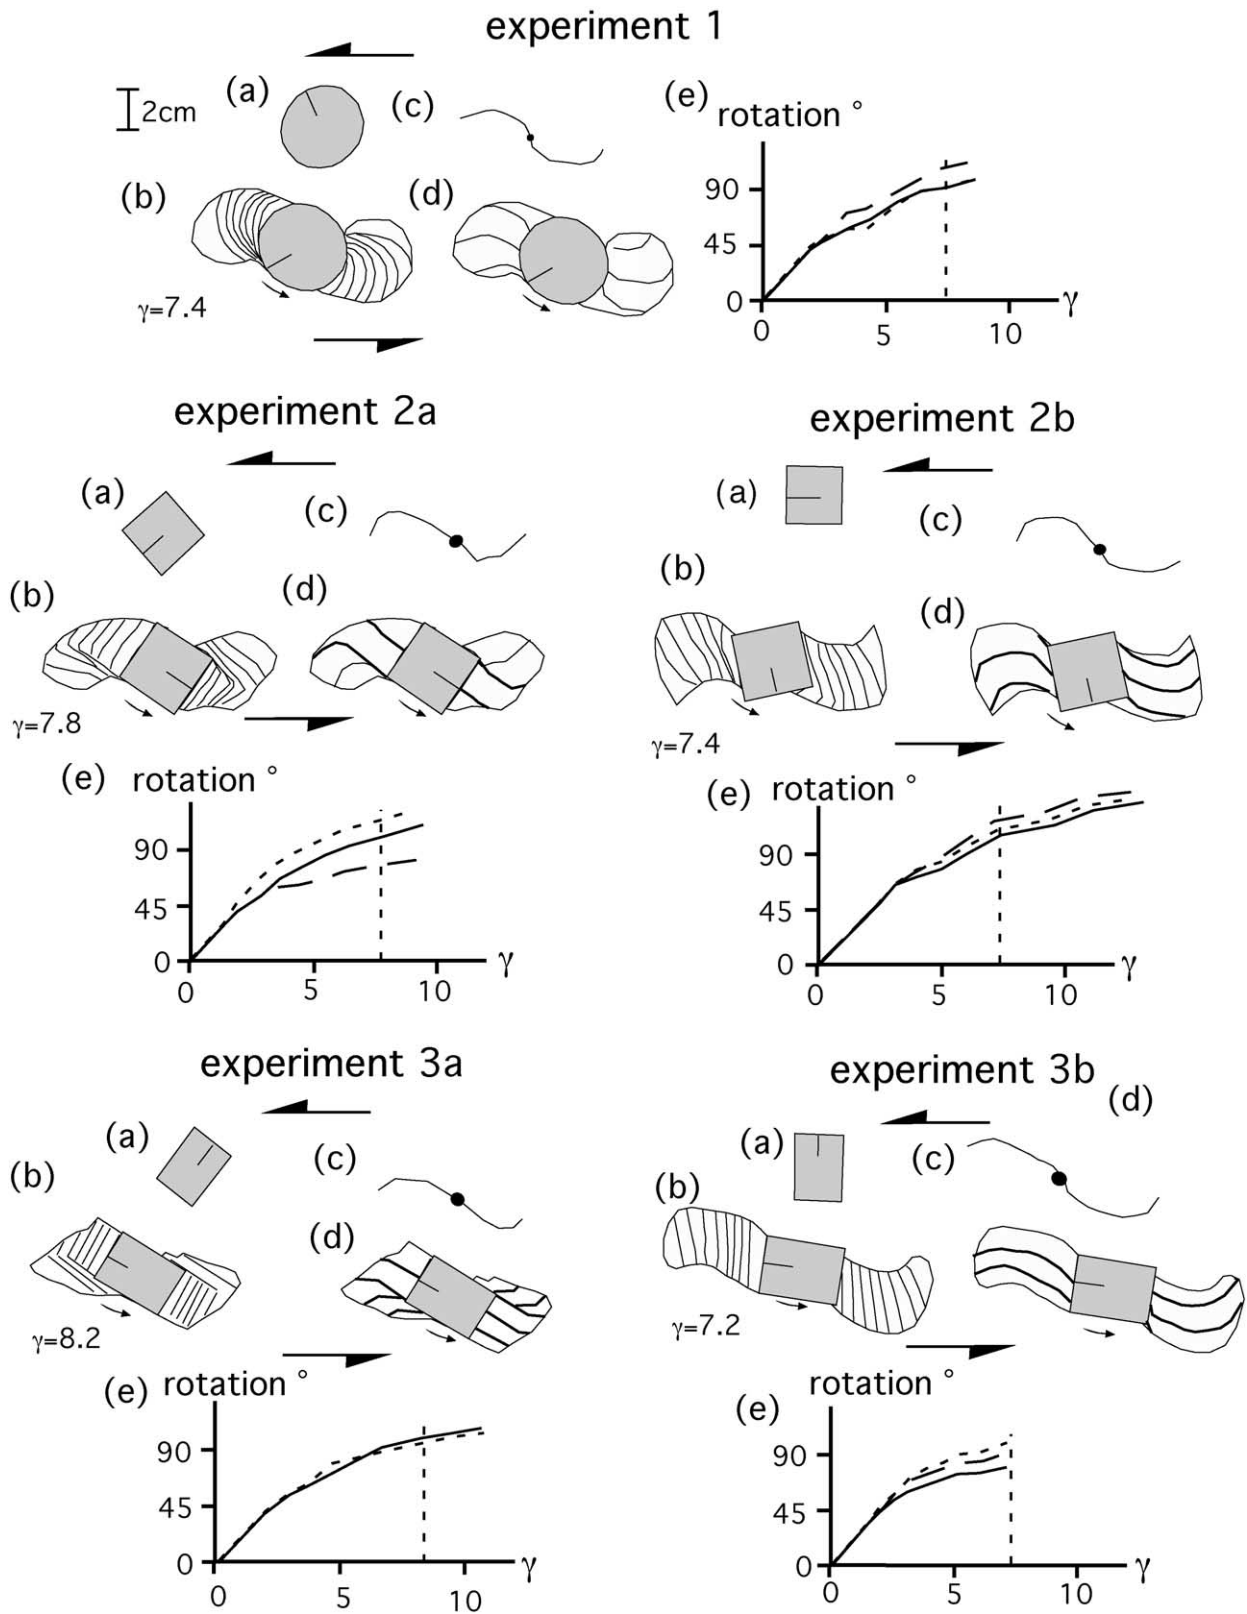 experiment 1
(a)
2cm
(c)
(e) rotation °
(b)
(d)
90
45
0
γ=7.4
0 5 10 γ
experiment 2a
(a)
(c)
(b)
(d)
γ=7.8
(e) rotation °
90
45
0
0 5 10 γ
experiment 2b
(a)
(c)
(b)
(d)
γ=7.4
(e) rotation °
90
45
0
0 5 10 γ
experiment 3a
(a)
(c)
(b)
(d)
γ=8.2
(e) rotation °
90
45
0
0 5 10 γ
experiment 3b
(d)
(a)
(c)
(b)
γ=7.2
(e) rotation °
90
45
0
0 5 10 γ